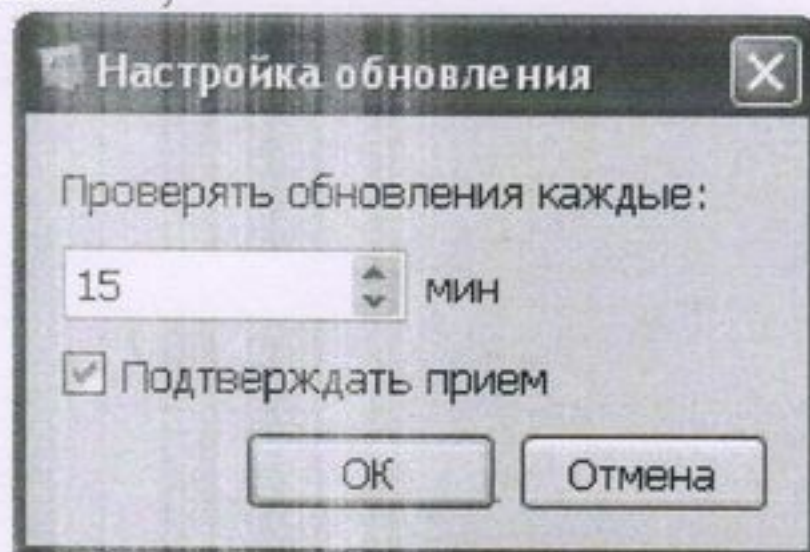 Настройка обновления
Проверять обновления каждые:
15 мин
Подтверждать прием
ОК Отмена